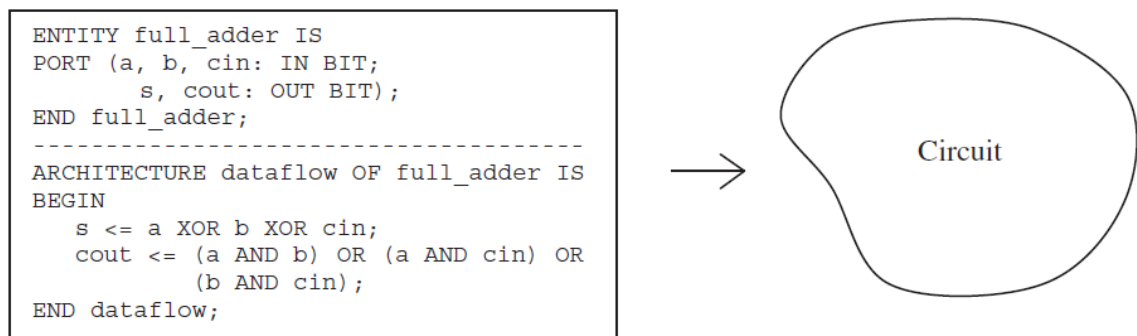 ENTITY full_adder IS
PORT (a, b, cin: IN BIT;
      s, cout: OUT BIT);
END full_adder;
--------------------------------------
ARCHITECTURE dataflow OF full_adder IS
BEGIN
   s <= a XOR b XOR cin;
   cout <= (a AND b) OR (a AND cin) OR
           (b AND cin);
END dataflow;
Circuit